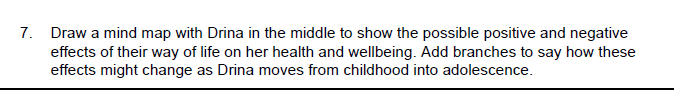 7. Draw a mind map with Drina in the middle to show the possible positive and negative
effects of their way of life on her health and wellbeing. Add branches to say how these
effects might change as Drina moves from childhood into adolescence.